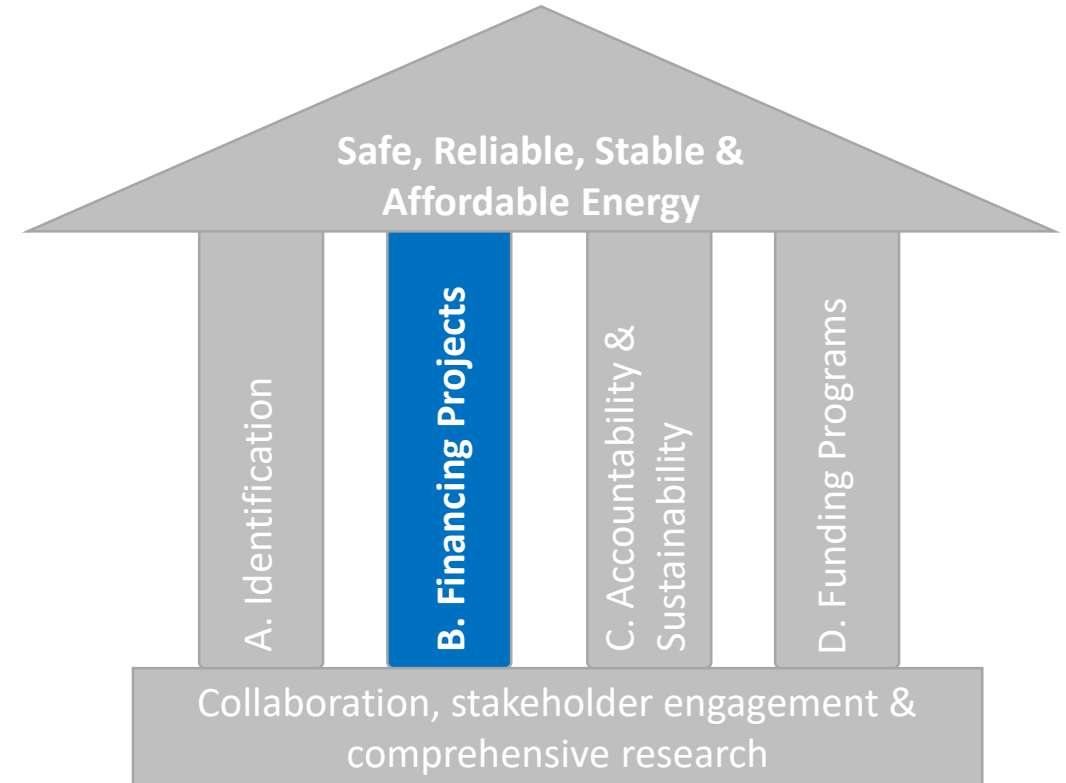 Safe, Reliable, Stable &
Affordable Energy
A. Identification
B. Financing Projects
C. Accountability &
Sustainability
D. Funding Programs
Collaboration, stakeholder engagement &
comprehensive research